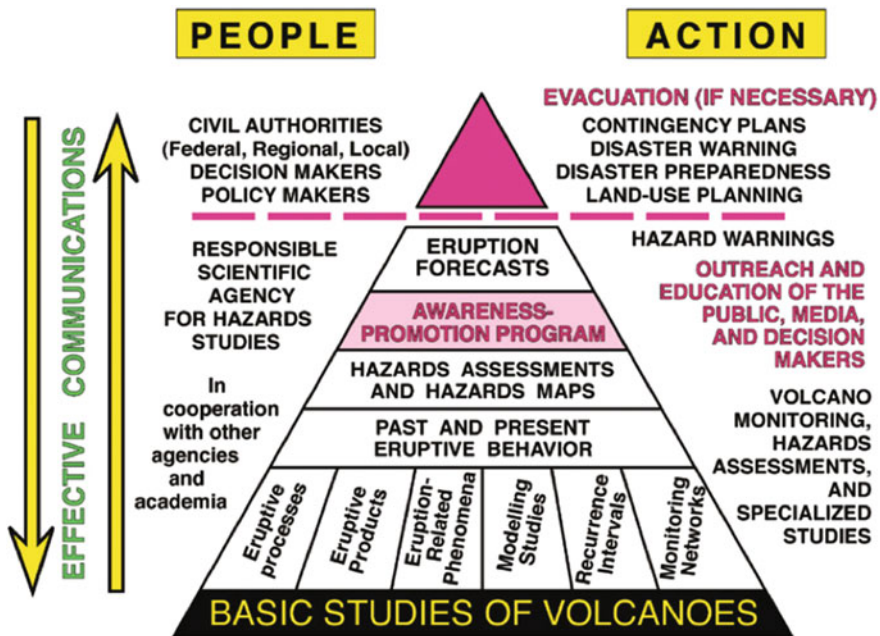 PEOPLE
ACTION
EFFECTIVE COMMUNICATIONS
CIVIL AUTHORITIES
(Federal, Regional, Local)
DECISION MAKERS
POLICY MAKERS
EVACUATION (IF NECESSARY)
CONTINGENCY PLANS
DISASTER WARNING
DISASTER PREPAREDNESS
LAND-USE PLANNING
RESPONSIBLE
SCIENTIFIC
AGENCY
FOR HAZARDS
STUDIES
In
cooperation
with other
agencies
and
academia
ERUPTION
FORECASTS
AWARENESS-
PROMOTION PROGRAM
HAZARDS ASSESSMENTS
AND HAZARDS MAPS
PAST AND PRESENT
ERUPTIVE BEHAVIOR
Eruptive
processes
Eruptive
Products
Eruption-
Related
Phenomena
Modelling
Studies
Recurrence
Intervals
Monitoring
Networks
BASIC STUDIES OF VOLCANOES
HAZARD WARNINGS
OUTREACH AND
EDUCATION OF THE
PUBLIC, MEDIA,
AND DECISION
MAKERS
VOLCANO
MONITORING,
HAZARDS
ASSESSMENTS,
AND
SPECIALIZED
STUDIES